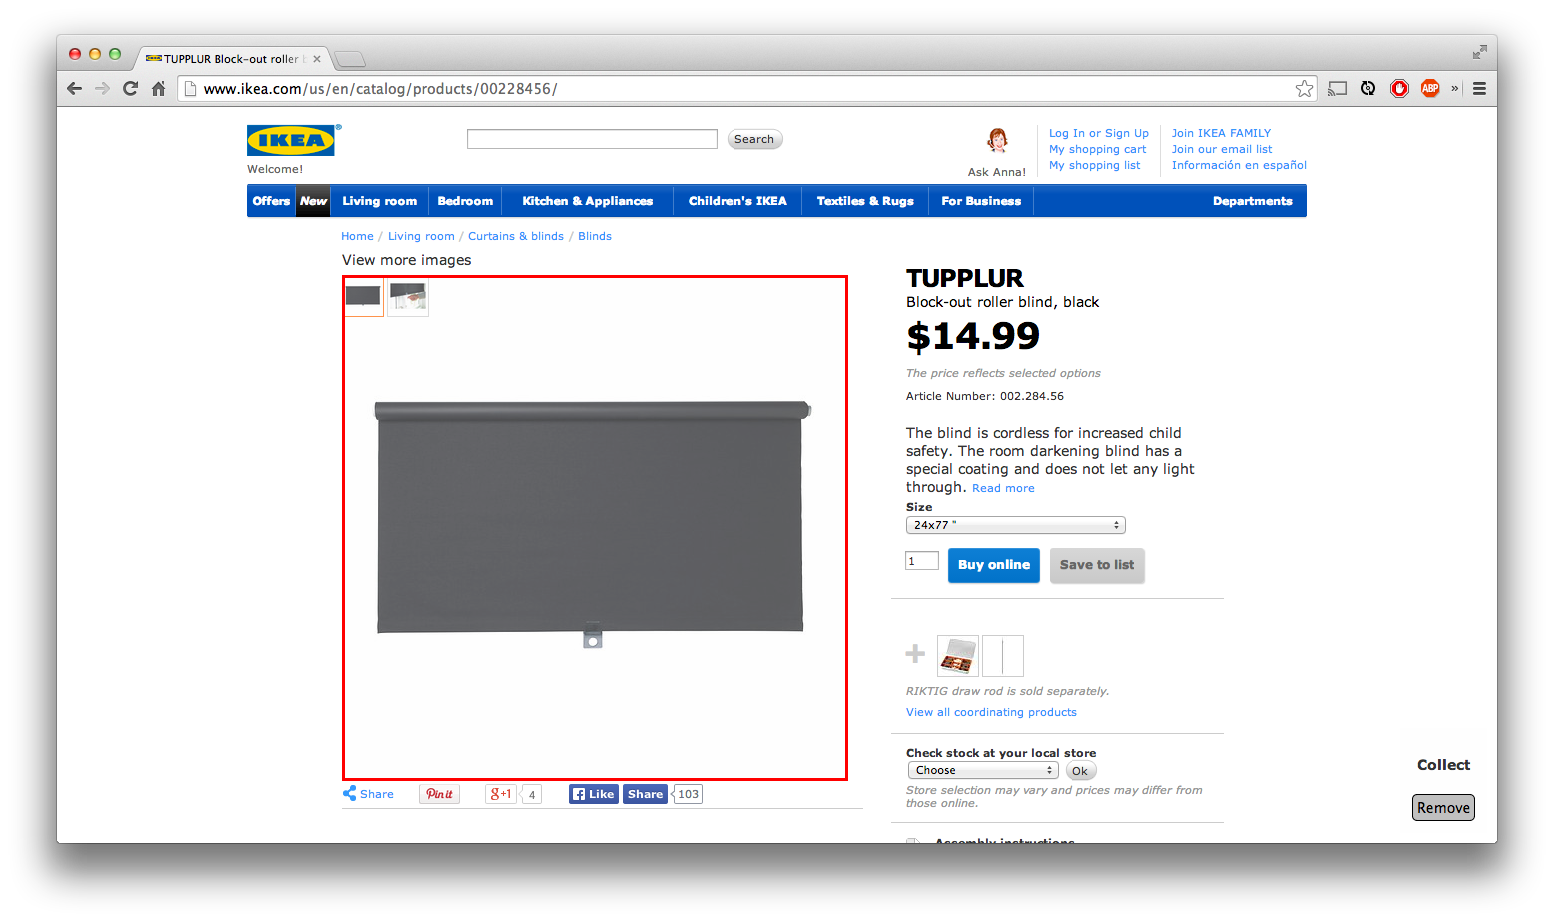 TUPPLUR Block-out roller b
www.ikea.com/us/en/catalog/products/00228456/
ABP
»
IKEA®
Welcome!
Search
Ask Anna!
Log In or Sign Up
My shopping cart
My shopping list
Join IKEA FAMILY
Join our email list
Información en español
Offers New Living room Bedroom Kitchen & Appliances Children's IKEA Textiles & Rugs For Business Departments
Home / Living room / Curtains & blinds / Blinds
View more images
TUPPLUR
Block-out roller blind, black
$14.99
The price reflects selected options
Article Number: 002.284.56
The blind is cordless for increased child
safety. The room darkening blind has a
special coating and does not let any light
through. Read more
Size
24x77 "
1 Buy online Save to list
+
RIKTIG draw rod is sold separately.
View all coordinating products
Check stock at your local store
Choose Ok
Store selection may vary and prices may differ from
those online.
Assembly instructions
Share Pin it g+1 4 Like Share 103
Collect
Remove